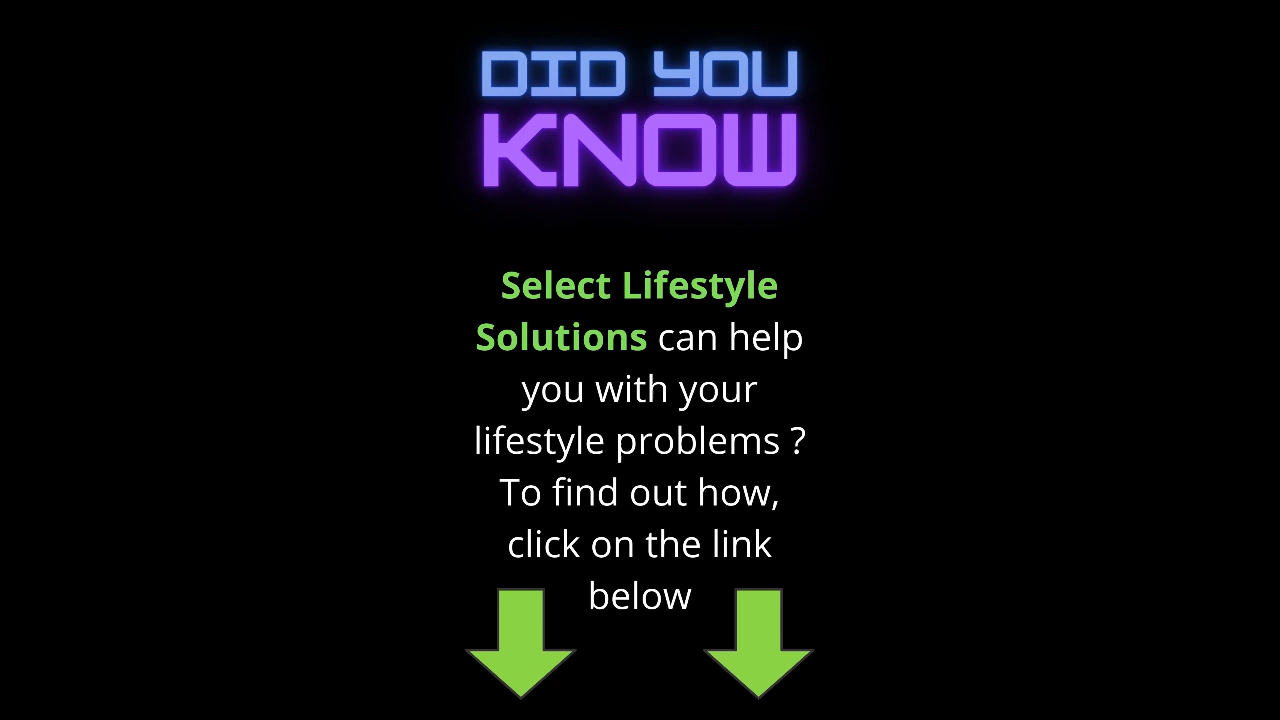 DID YOU
KNOW
Select Lifestyle
Solutions can help
you with your
lifestyle problems ?
To find out how,
click on the link
below